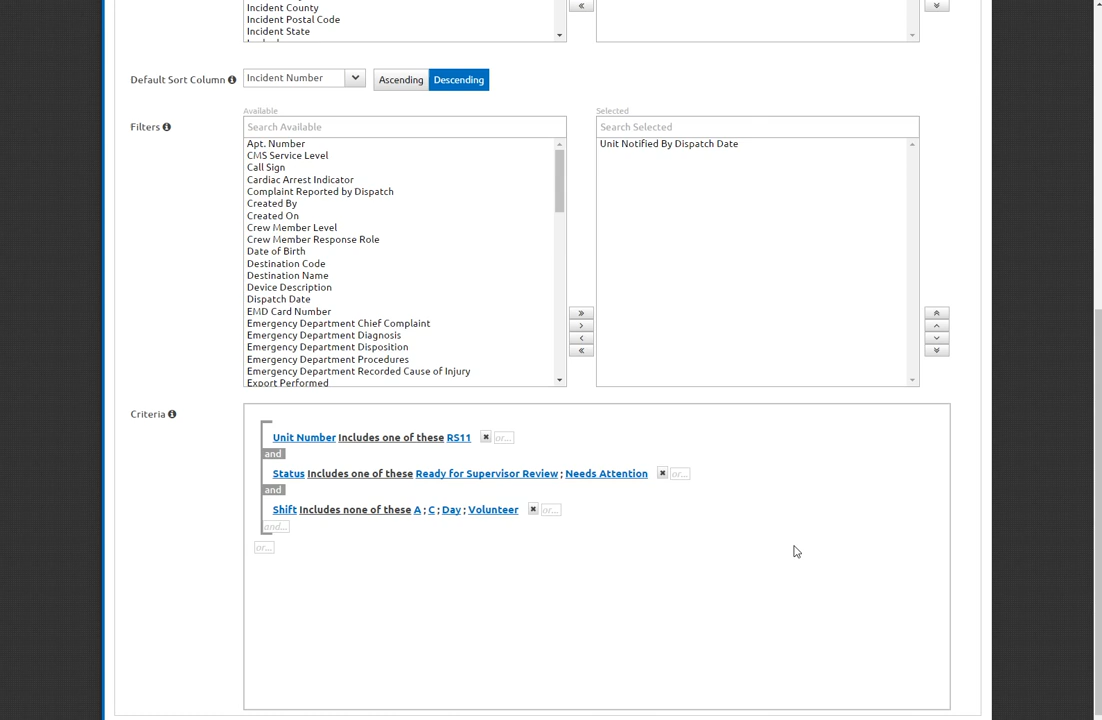 Incident County
Incident Postal Code
Incident State
Default Sort Column
Incident Number
Ascending
Descending
Available
Selected
Filters
Search Available
Search Selected
Apt. Number
CMS Service Level
Call Sign
Cardiac Arrest Indicator
Complaint Reported by Dispatch
Created By
Created On
Crew Member Level
Crew Member Response Role
Date of Birth
Destination Code
Destination Name
Device Description
Dispatch Date
EMD Card Number
Emergency Department Chief Complaint
Emergency Department Diagnosis
Emergency Department Disposition
Emergency Department Procedures
Emergency Department Recorded Cause of Injury
Export Performed
Unit Notified By Dispatch Date
Criteria
Unit Number Includes one of these RS11 or...
and
Status Includes one of these Ready for Supervisor Review ; Needs Attention or...
and
Shift Includes none of these A ; C ; Day ; Volunteer or...
and...
or...